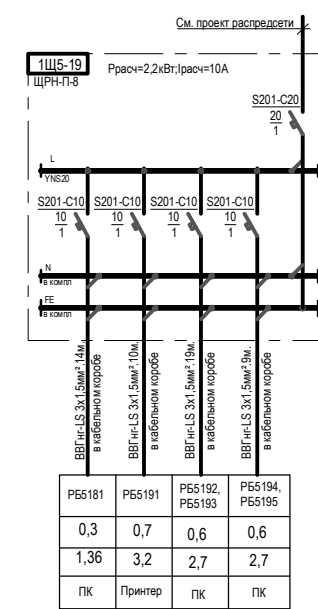 См. проект распредсети
1Щ5-19
Pрасч=2,2кВт;Iрасч=10А
ЩРН-П-8
S201-C20
20
1
L
YNS20
S201-C10 S201-C10 S201-C10 S201-C10
10 10 10 10
1 1 1 1
N
в компл
FE
в компл
ВВГнг-LS 3х1,5мм².14м.
в кабельном коробе
ВВГнг-LS 3х1,5мм².10м.
в кабельном коробе
ВВГнг-LS 3х1,5мм².19м.
в кабельном коробе
ВВГнг-LS 3х1,5мм².9м.
в кабельном коробе
РБ5181 РБ5191 РБ5192, РБ5194,
РБ5193 РБ5195
0,3 0,7 0,6 0,6
1,36 3,2 2,7 2,7
ПК Принтер ПК ПК